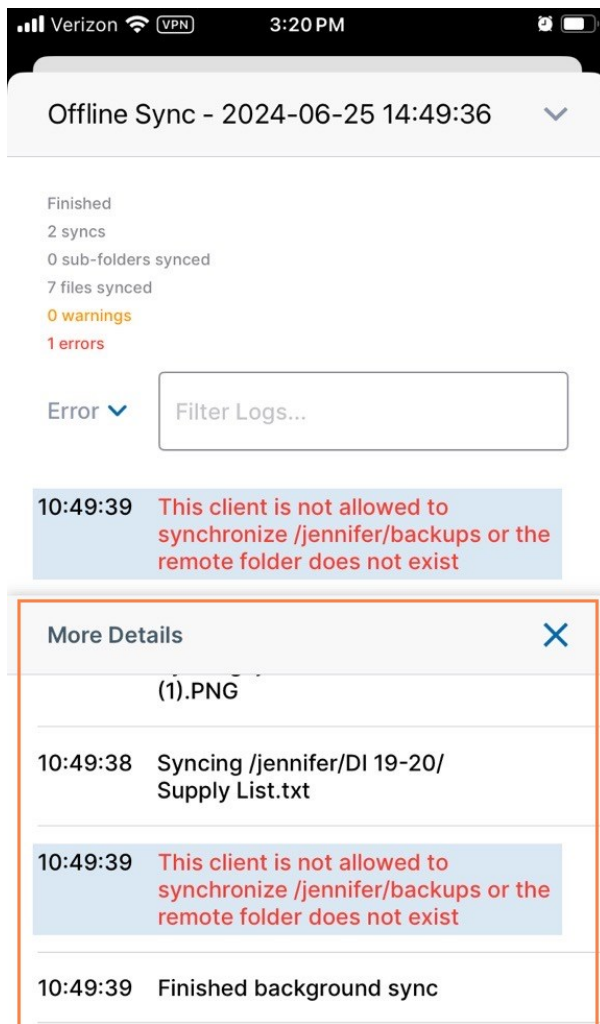 Verizon VPN 3:20 PM
Offline Sync - 2024-06-25 14:49:36
Finished
2 syncs
0 sub-folders synced
7 files synced
0 warnings
1 errors
Error Filter Logs...
10:49:39 This client is not allowed to
synchronize /jennifer/backups or the
remote folder does not exist
More Details
(1).PNG
10:49:38 Syncing /jennifer/DI 19-20/
Supply List.txt
10:49:39 This client is not allowed to
synchronize /jennifer/backups or the
remote folder does not exist
10:49:39 Finished background sync